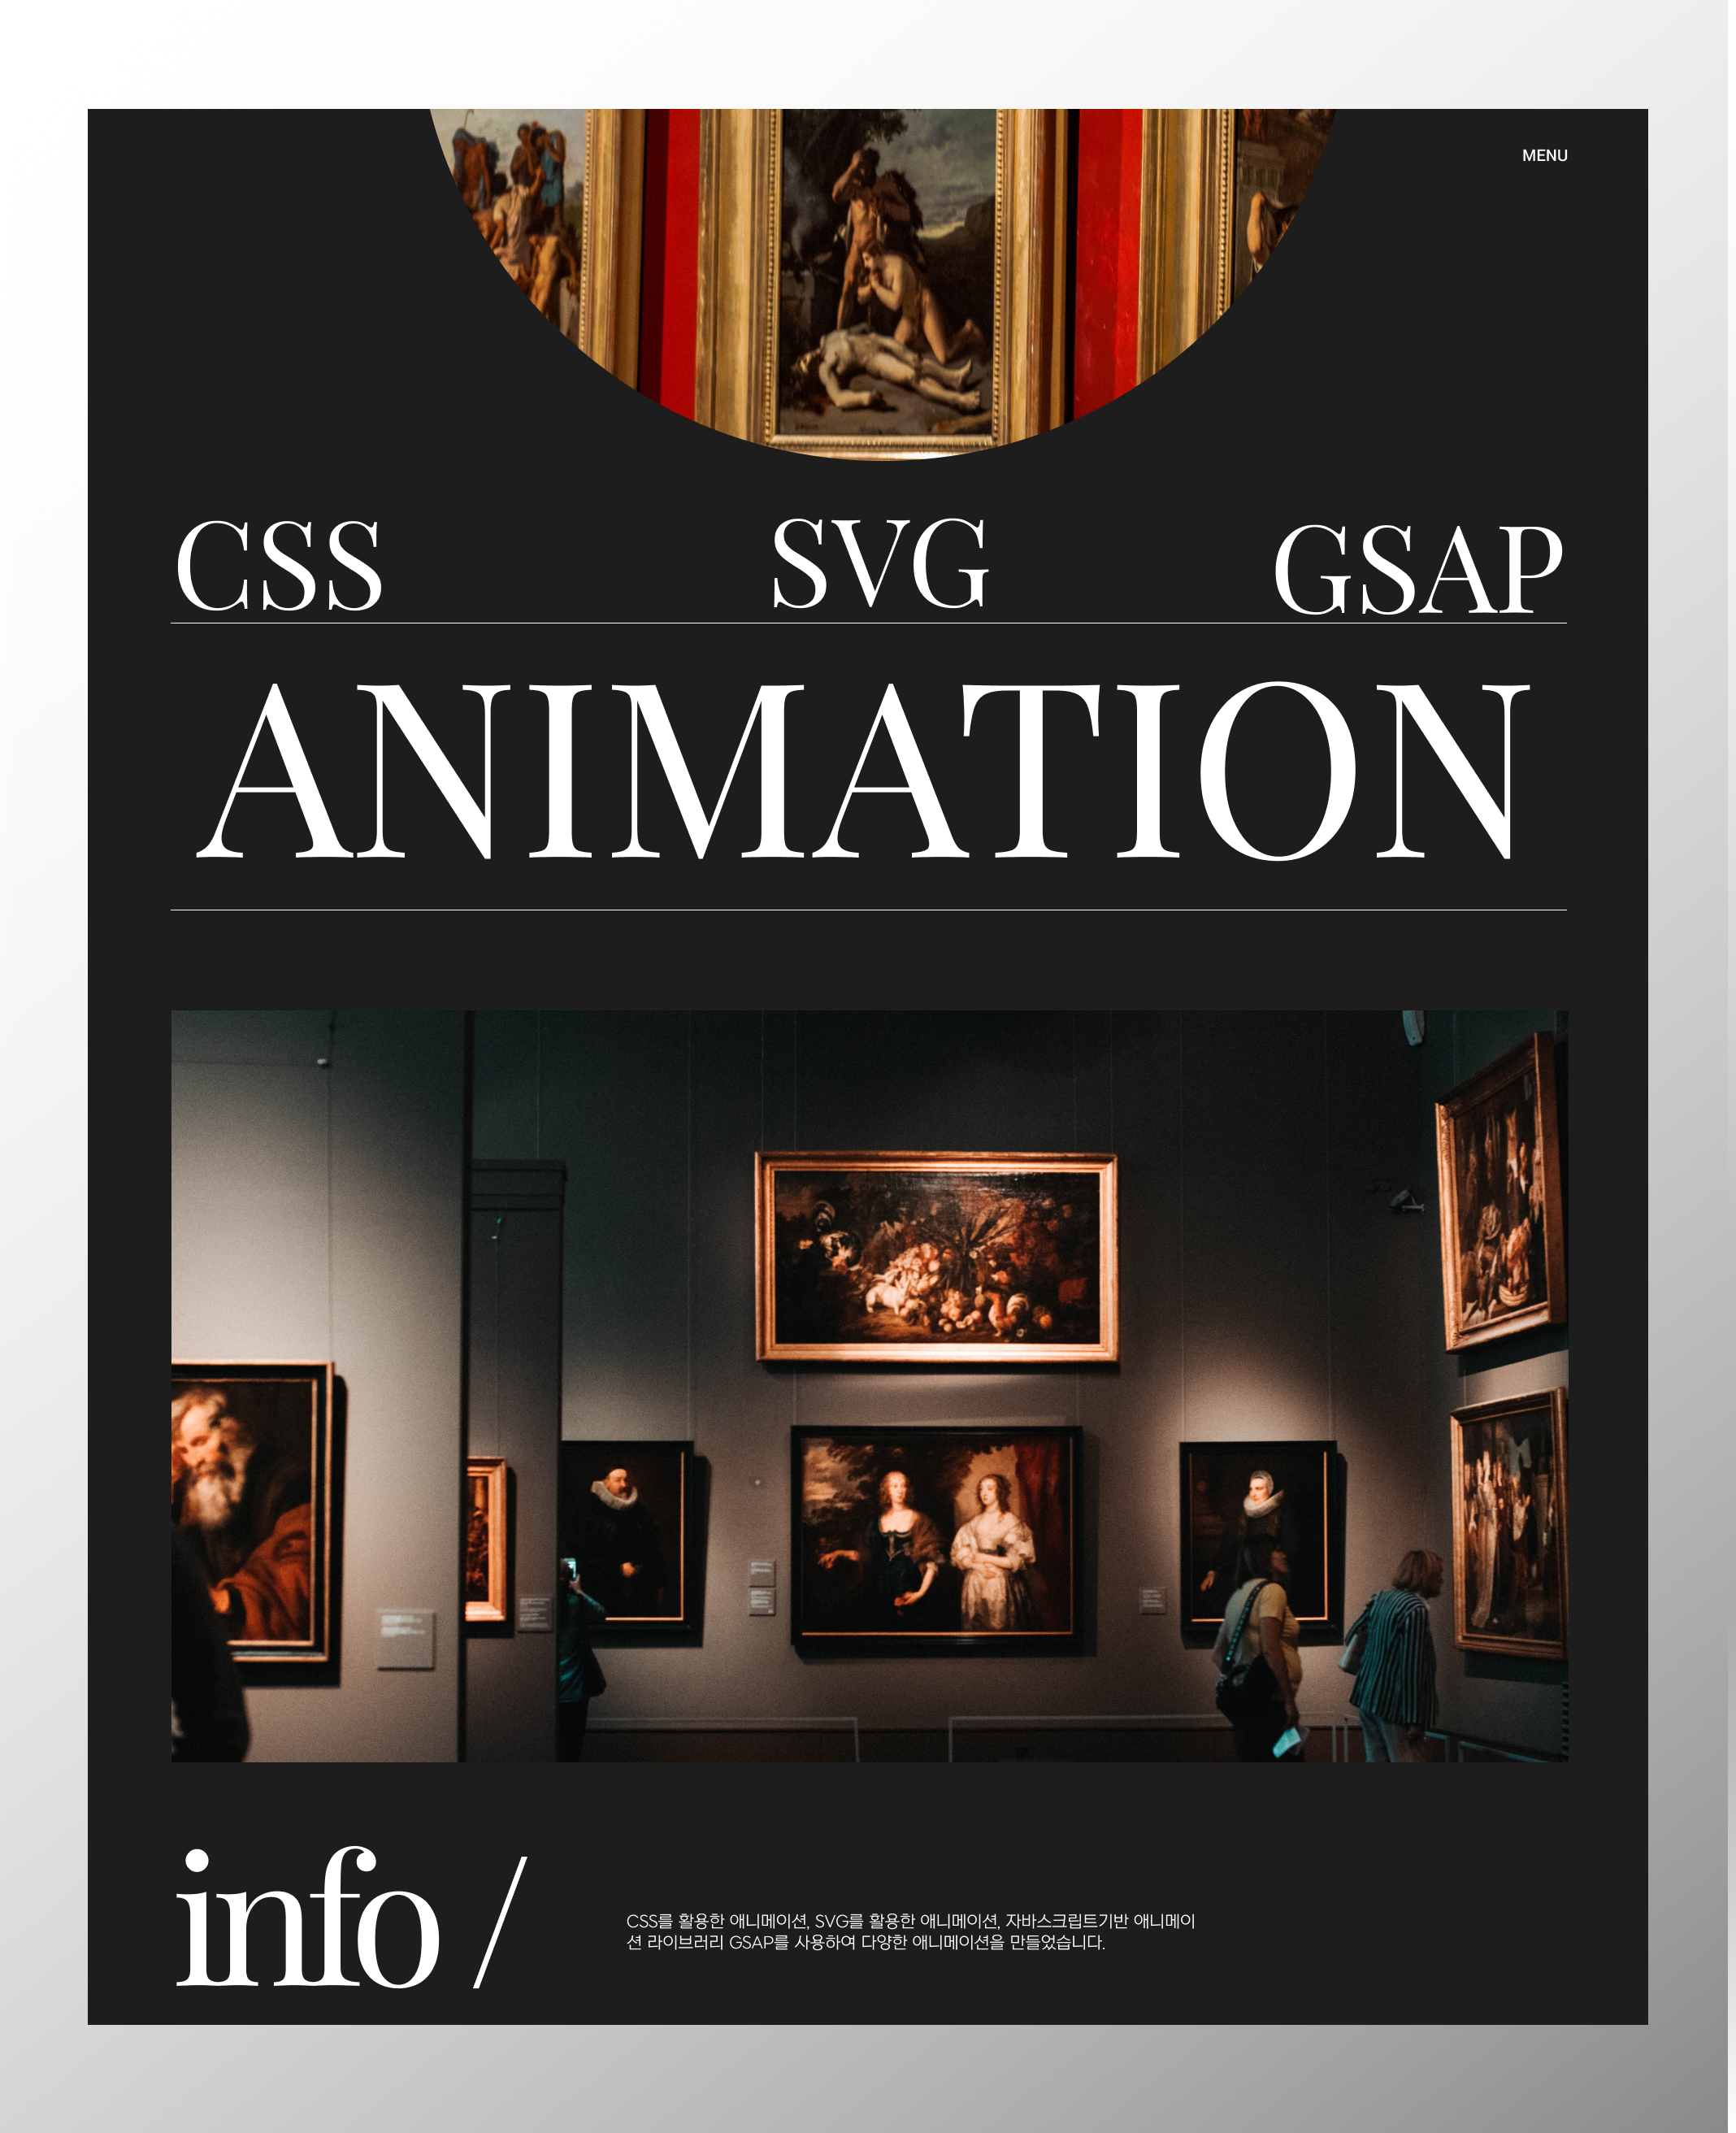 MENU
CSS SVG GSAP
ANIMATION
info /
CSS를 활용한 애니메이션, SVG를 활용한 애니메이션, 자바스크립트기반 애니메이
션 라이브러리 GSAP를 사용하여 다양한 애니메이션을 만들었습니다.